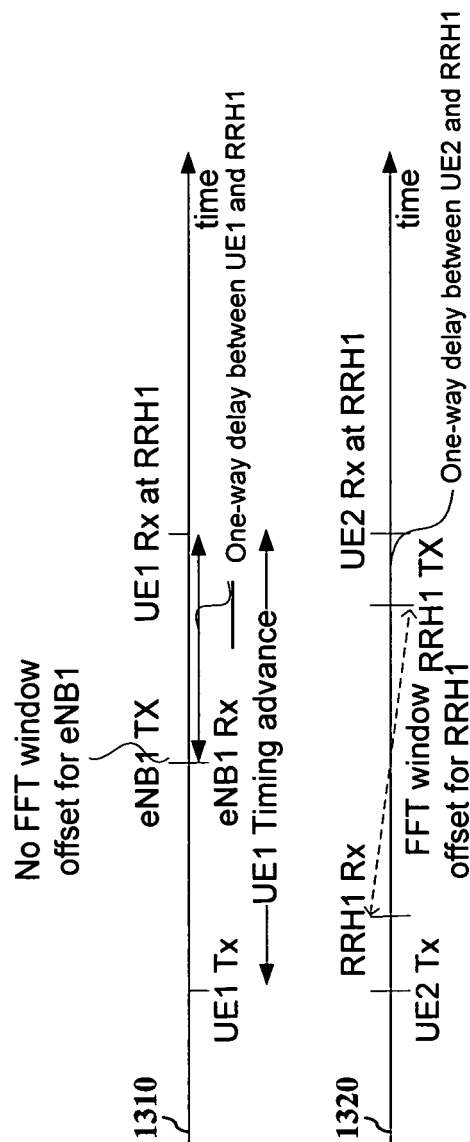 No FFT window
offset for eNB1
eNB1 TX
UE1 Rx at RRH1
1310
time
UE1 Tx
eNB1 Rx
One-way delay between UE1 and RRH1
UE1 Timing advance
RRH1 Rx
UE2 Rx at RRH1
1320
time
UE2 Tx
FFT window
offset for RRH1
RRH1 TX
One-way delay between UE2 and RRH1